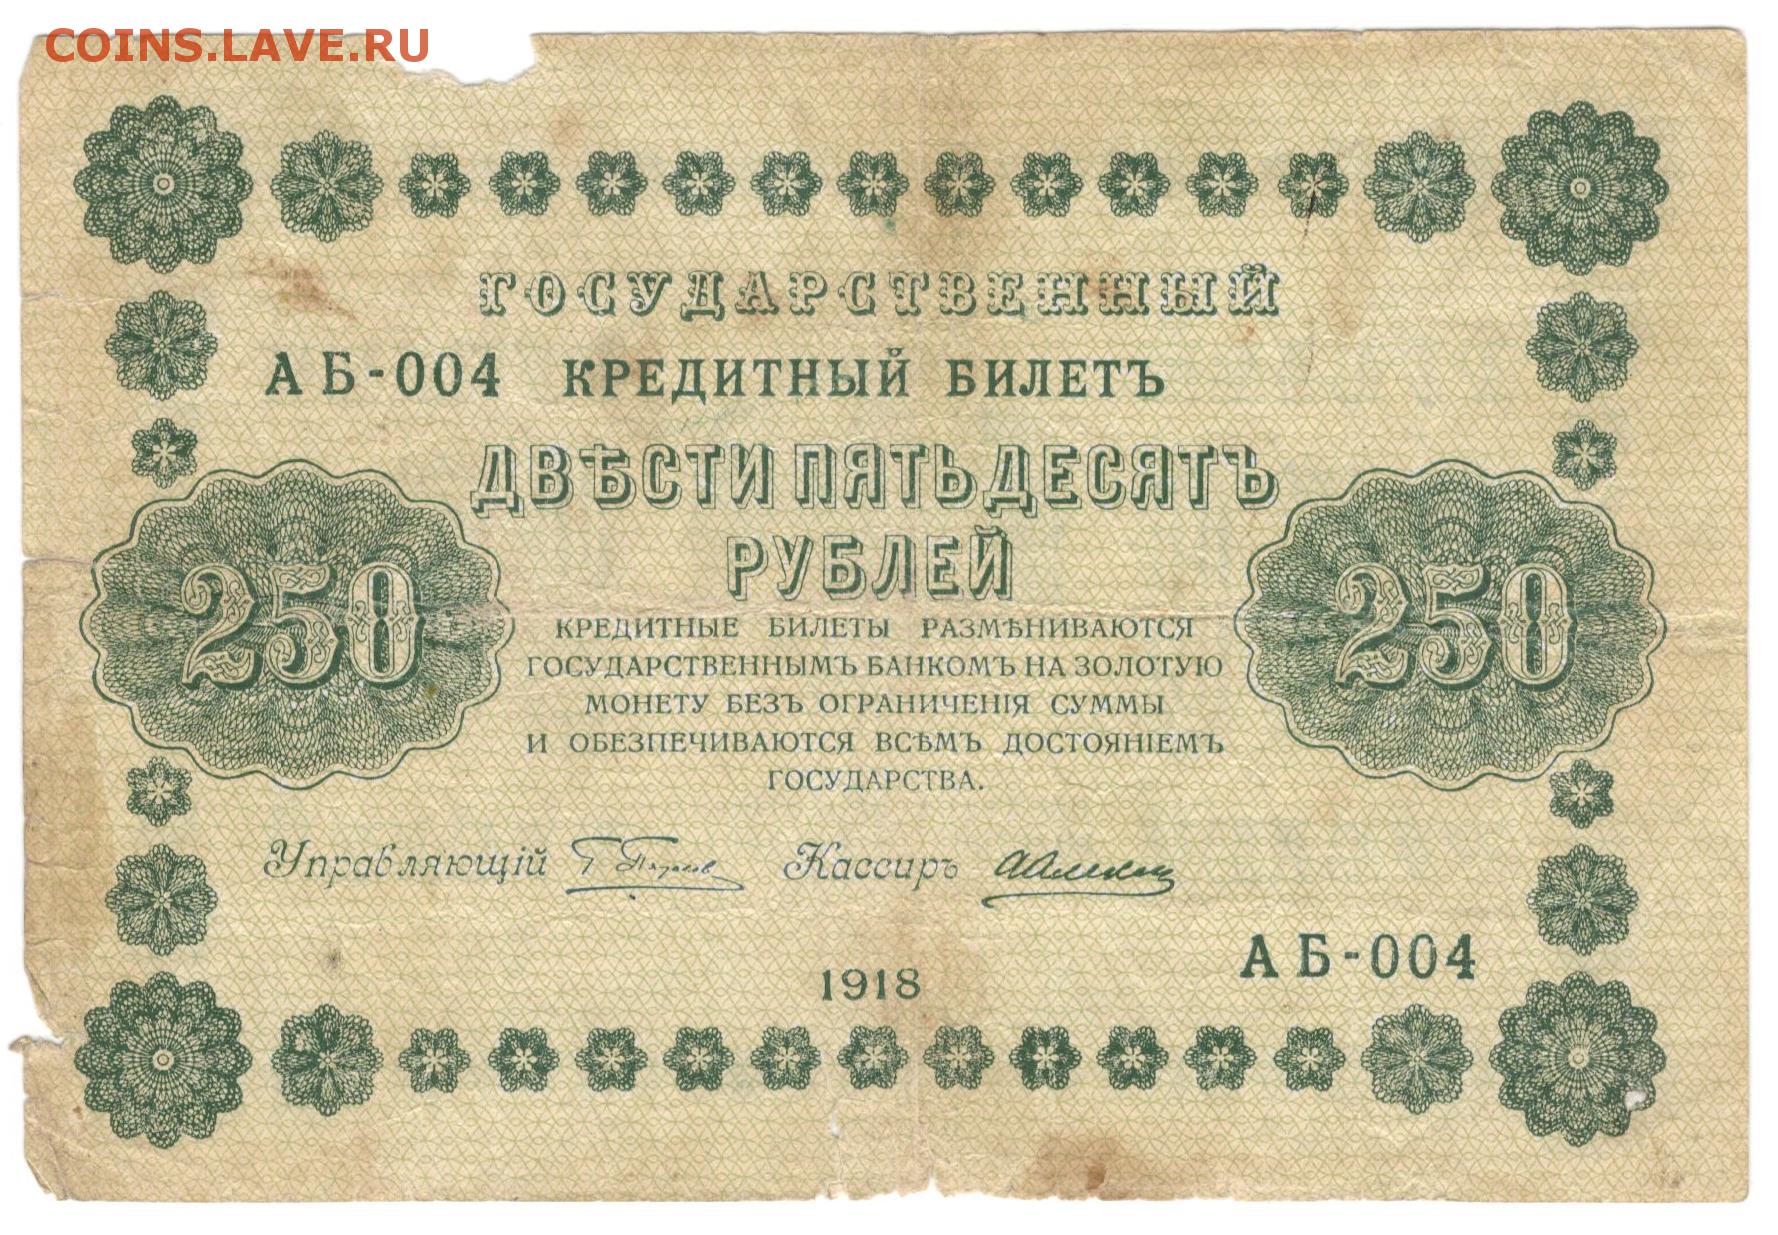 COINS.LAVE.RU
ГОСУДАРСТВЕННЫЙ
АБ-004 КРЕДИТНЫЙ БИЛЕТЪ
ДВѢСТИ ПЯТЬДЕСЯТЪ
РУБЛЕЙ
250
250
КРЕДИТНЫЕ БИЛЕТЫ РАЗМѢНИВАЮТСЯ
ГОСУДАРСТВЕННЫМЪ БАНКОМЪ НА ЗОЛОТУЮ
МОНЕТУ БЕЗЪ ОГРАНИЧЕНІЯ СУММЫ
И ОБЕЗПЕЧИВАЮТСЯ ВСѢМЪ ДОСТОЯНІЕМЪ
ГОСУДАРСТВА.
Управляющій Кассиръ
АБ-004
1918